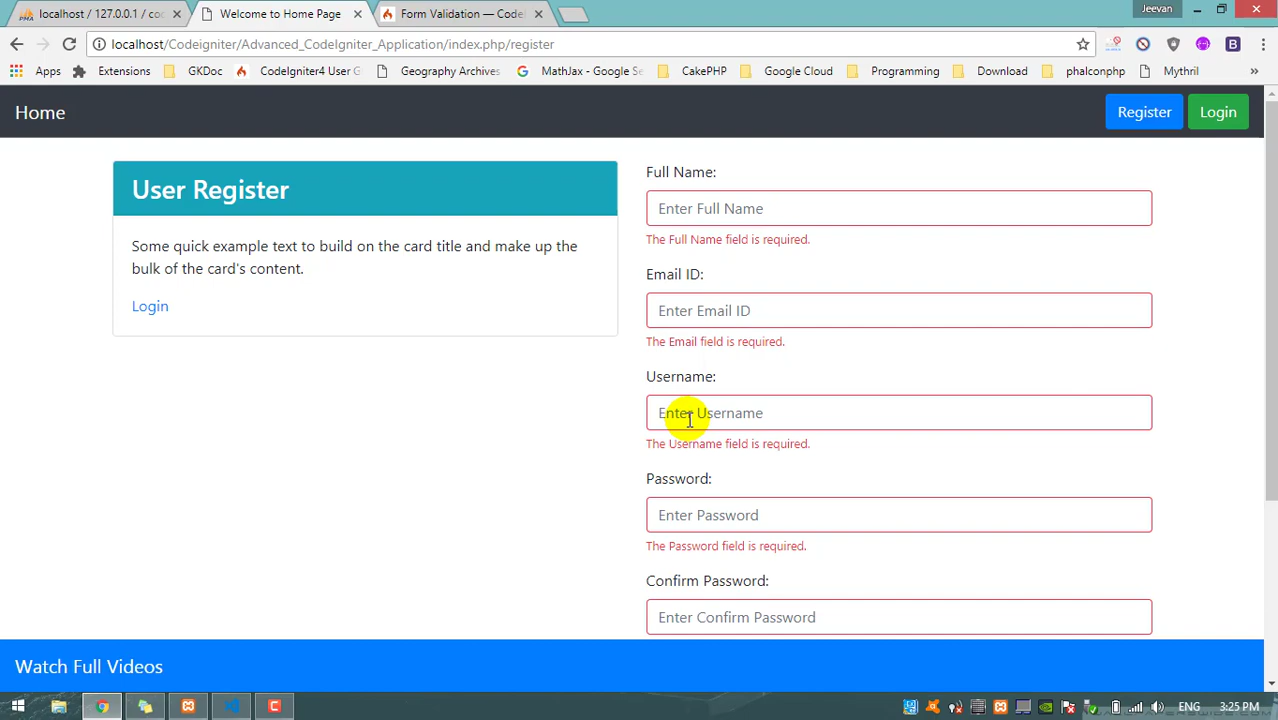 localhost / 127.0.0.1 / coc
Welcome to Home Page
Form Validation — CodeI
Jeevan
localhost/Codeigniter/Advanced_CodeIgniter_Application/index.php/register
Apps
Extensions
GKDoc
CodeIgniter4 User G
Geography Archives
MathJax - Google Se
CakePHP
Google Cloud
Programming
Download
phalconphp
Mythril
»
Home
Register
Login
User Register
Some quick example text to build on the card title and make up the
bulk of the card's content.
Login
Full Name:
Enter Full Name
The Full Name field is required.
Email ID:
Enter Email ID
The Email field is required.
Username:
Enter Username
The Username field is required.
Password:
Enter Password
The Password field is required.
Confirm Password:
Enter Confirm Password
Watch Full Videos
ENG
3:25 PM